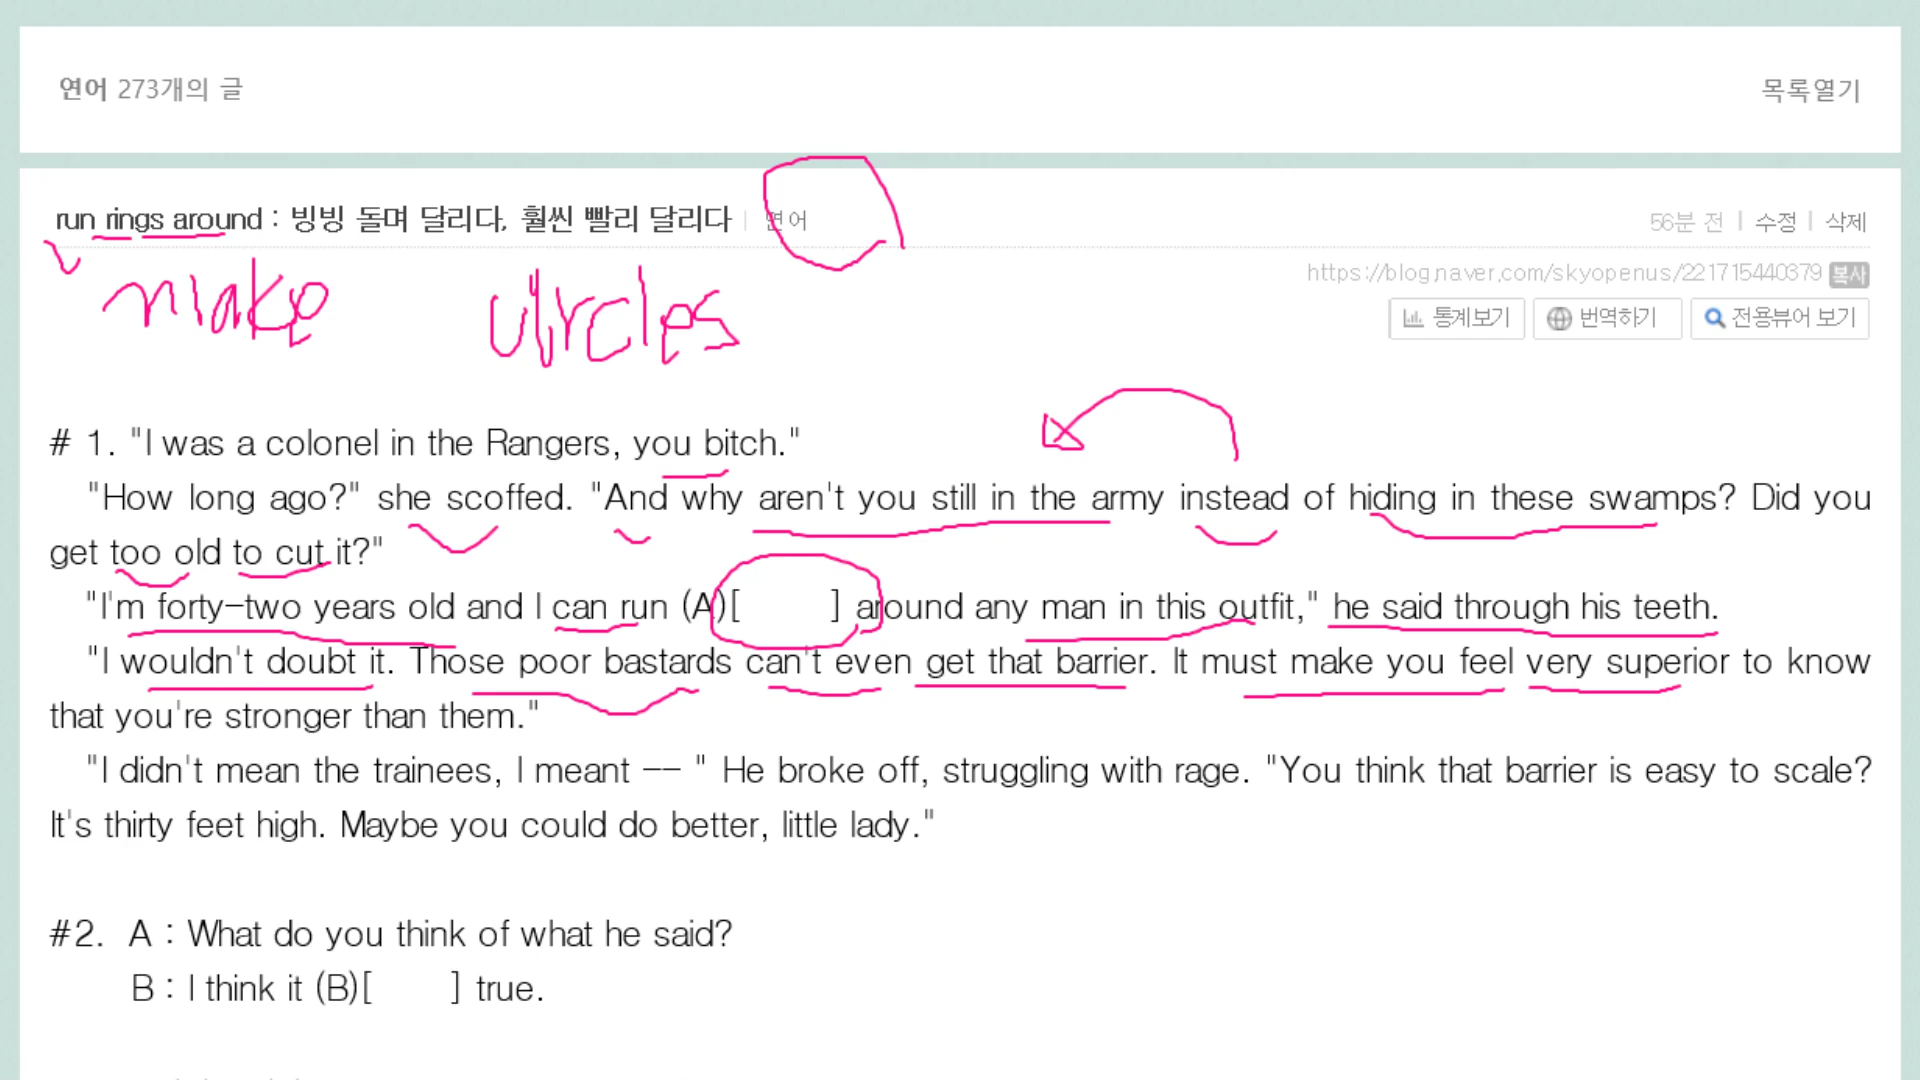 연어 273개의 글
목록열기
run rings around : 빙빙 돌며 달리다, 훨씬 빨리 달리다 | 연어
56분 전 | 수정 | 삭제
https://blog.naver.com/skyopenus/221715440379 복사
make circles
통계보기 번역하기 전용뷰어 보기
# 1. "I was a colonel in the Rangers, you bitch."
"How long ago?" she scoffed. "And why aren't you still in the army instead of hiding in these swamps? Did you
get too old to cut it?"
"I'm forty-two years old and I can run (A)[ ] around any man in this outfit," he said through his teeth.
"I wouldn't doubt it. Those poor bastards can't even get that barrier. It must make you feel very superior to know
that you're stronger than them."
"I didn't mean the trainees, I meant -- " He broke off, struggling with rage. "You think that barrier is easy to scale?
It's thirty feet high. Maybe you could do better, little lady."
#2. A : What do you think of what he said?
B : I think it (B)[ ] true.